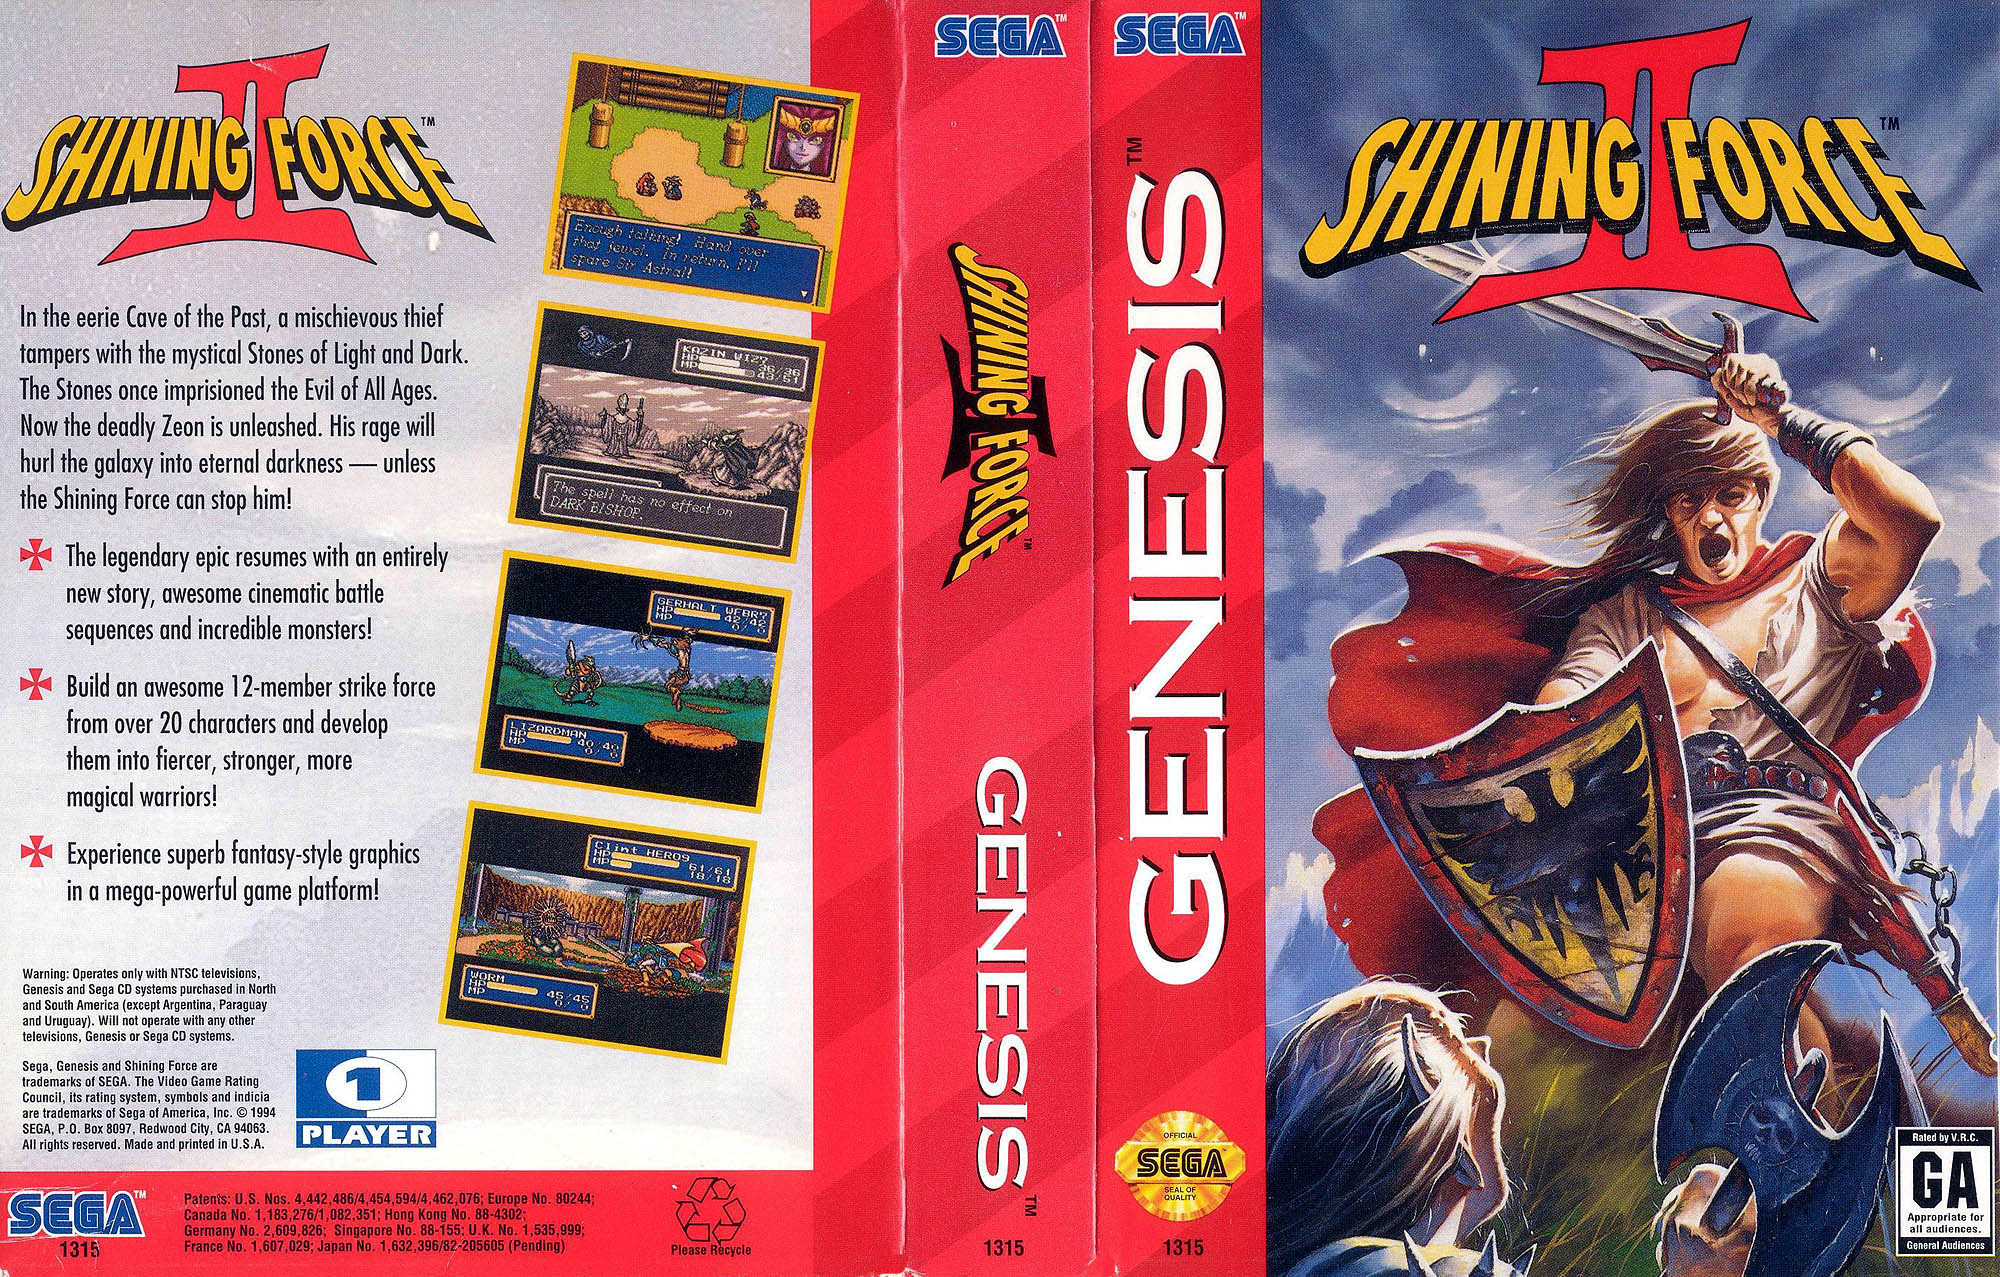 SHINING II FORCE™
In the eerie Cave of the Past, a mischievous thief
tampers with the mystical Stones of Light and Dark.
The Stones once imprisioned the Evil of All Ages.
Now the deadly Zeon is unleashed. His rage will
hurl the galaxy into eternal darkness — unless
the Shining Force can stop him!
The legendary epic resumes with an entirely
new story, awesome cinematic battle
sequences and incredible monsters!
Build an awesome 12-member strike force
from over 20 characters and develop
them into fiercer, stronger, more
magical warriors!
Experience superb fantasy-style graphics
in a mega-powerful game platform!
Enough talking! Hand over
that jewel. In return, I'll
spare Sir Astral!
KAZIN WIZ7
HP 36/36
MP 43/51
The spell has no effect on
DARK BISHOP.
GERHALT WFBR7
HP 42/42
MP 0/0
LIZARDMAN
HP 40/40
MP 0/0
Clint HERO9
HP 61/61
MP 18/18
WORM
HP 45/45
MP 0/0
Warning: Operates only with NTSC televisions,
Genesis and Sega CD systems purchased in North
and South America (except Argentina, Paraguay
and Uruguay). Will not operate with any other
televisions, Genesis or Sega CD systems.
Sega, Genesis and Shining Force are
trademarks of SEGA. The Video Game Rating
Council, its rating system, symbols and indicia
are trademarks of Sega of America, Inc. © 1994
SEGA, P.O. Box 8097, Redwood City, CA 94063.
All rights reserved. Made and printed in U.S.A.
1
PLAYER
SEGA™
1315
Patents: U.S. Nos. 4,442,486/4,454,594/4,462,076; Europe No. 80244;
Canada No. 1,183,276/1,082,351; Hong Kong No. 88-4302;
Germany No. 2,609,826; Singapore No. 88-155; U.K. No. 1,535,999;
France No. 1,607,029; Japan No. 1,632,396/82-205605 (Pending)
Please Recycle
SEGA™
SHINING II FORCE™
GENESIS™
1315
SEGA™
GENESIS™
OFFICIAL
SEGA
SEAL OF
QUALITY
1315
SHINING II FORCE™
Rated by V.R.C.
GA
Appropriate for
all audiences.
General Audiences